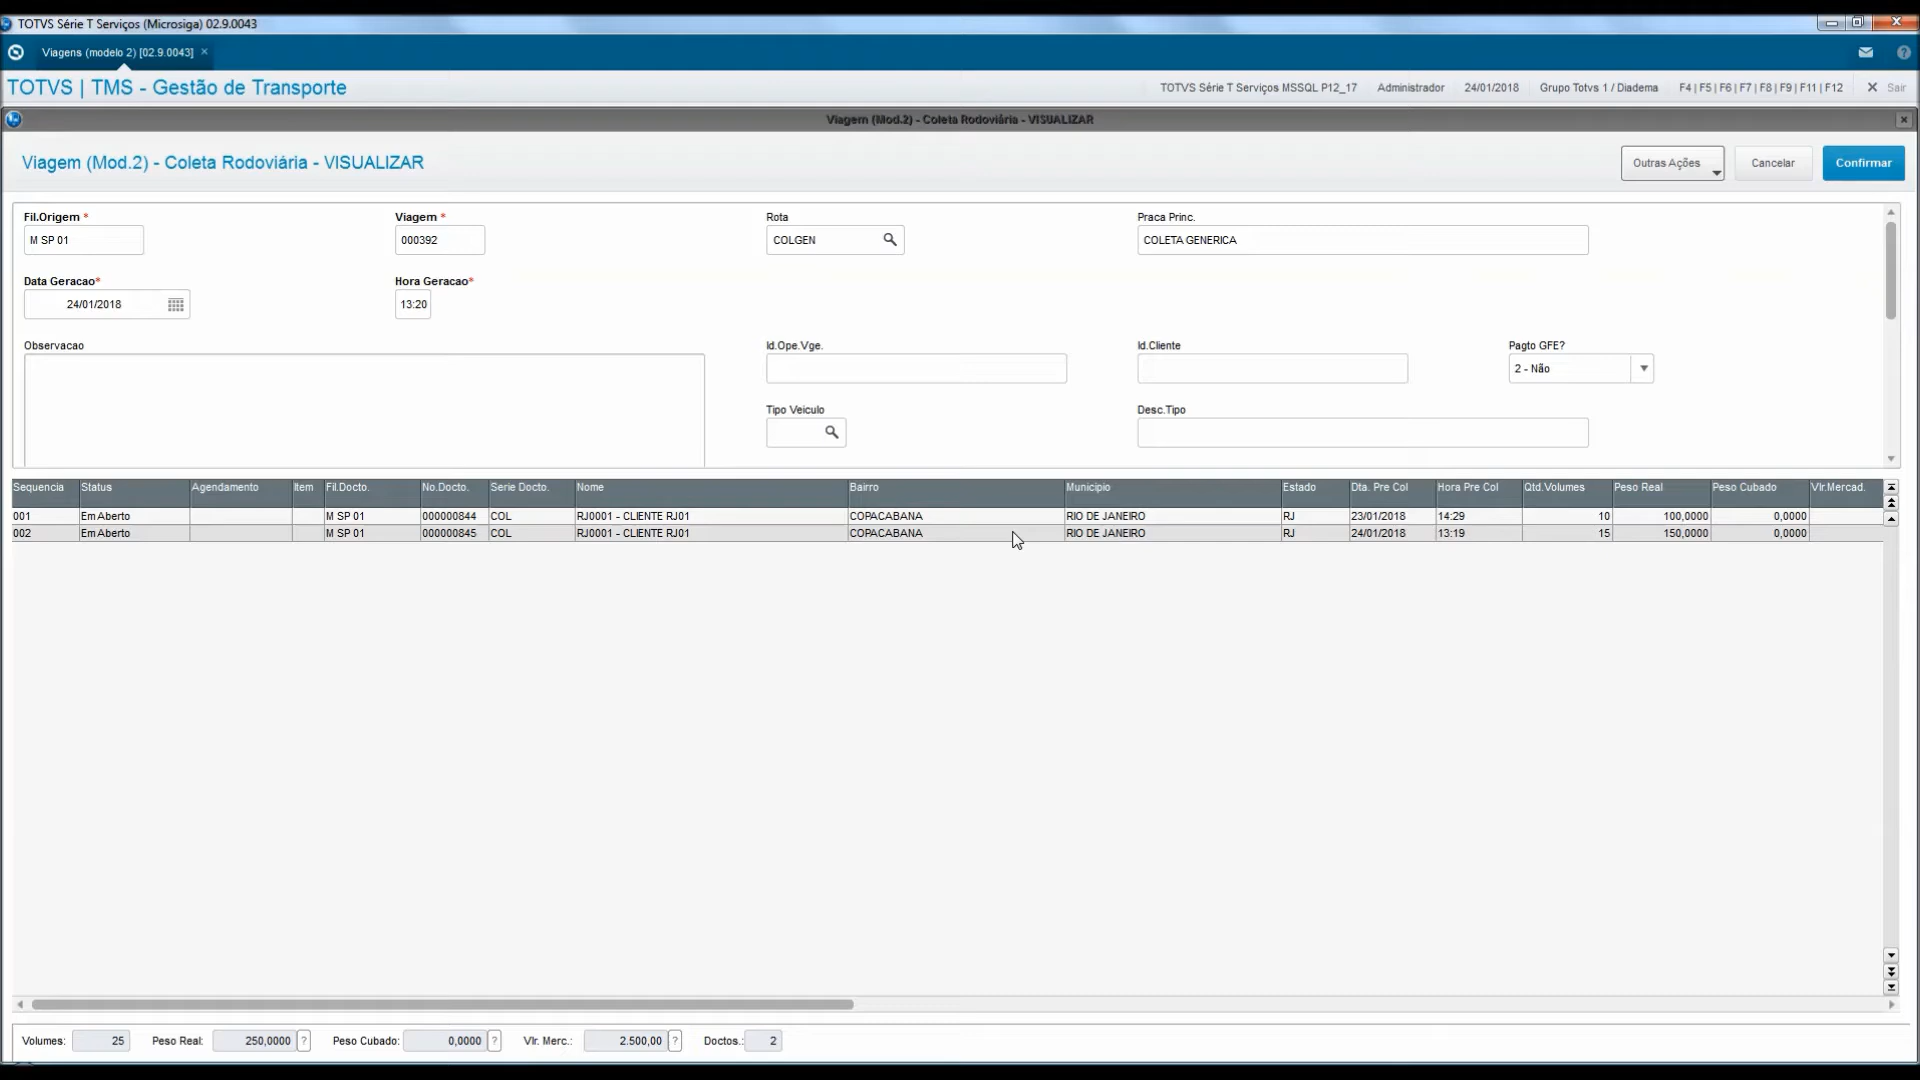 TOTVS Série T Serviços (Microsiga) 02.9.0043
Viagens (modelo 2) [02.9.0043]
TOTVS | TMS - Gestão de Transporte
TOTVS Série T Serviços MSSQL P12_17 Administrador 24/01/2018 Grupo Totvs 1 / Diadema F4 | F5 | F6 | F7 | F8 | F9 | F11 | F12 Sair
Viagem (Mod.2) - Coleta Rodoviária - VISUALIZAR
Viagem (Mod.2) - Coleta Rodoviária - VISUALIZAR
Outras Ações Cancelar Confirmar
Fil.Origem * Viagem * Rota Praca Princ.
M SP 01 000392 COLGEN COLETA GENERICA
Data Geracao* Hora Geracao*
24/01/2018 13:20
Observacao Id.Ope.Vge. Id.Cliente Pagto GFE?
2 - Não
Tipo Veiculo Desc.Tipo
Sequencia Status Agendamento Item Fil.Docto. No.Docto. Serie Docto. Nome Bairro Municipio Estado Dta. Pre Col Hora Pre Col Qtd.Volumes Peso Real Peso Cubado Vlr.Mercad.
001 Em Aberto M SP 01 000000844 COL RJ0001 - CLIENTE RJ01 COPACABANA RIO DE JANEIRO RJ 23/01/2018 14:29 10 100,0000 0,0000
002 Em Aberto M SP 01 000000845 COL RJ0001 - CLIENTE RJ01 COPACABANA RIO DE JANEIRO RJ 24/01/2018 13:19 15 150,0000 0,0000
Volumes: 25 Peso Real: 250,0000 ? Peso Cubado: 0,0000 ? Vlr. Merc.: 2.500,00 ? Doctos.: 2